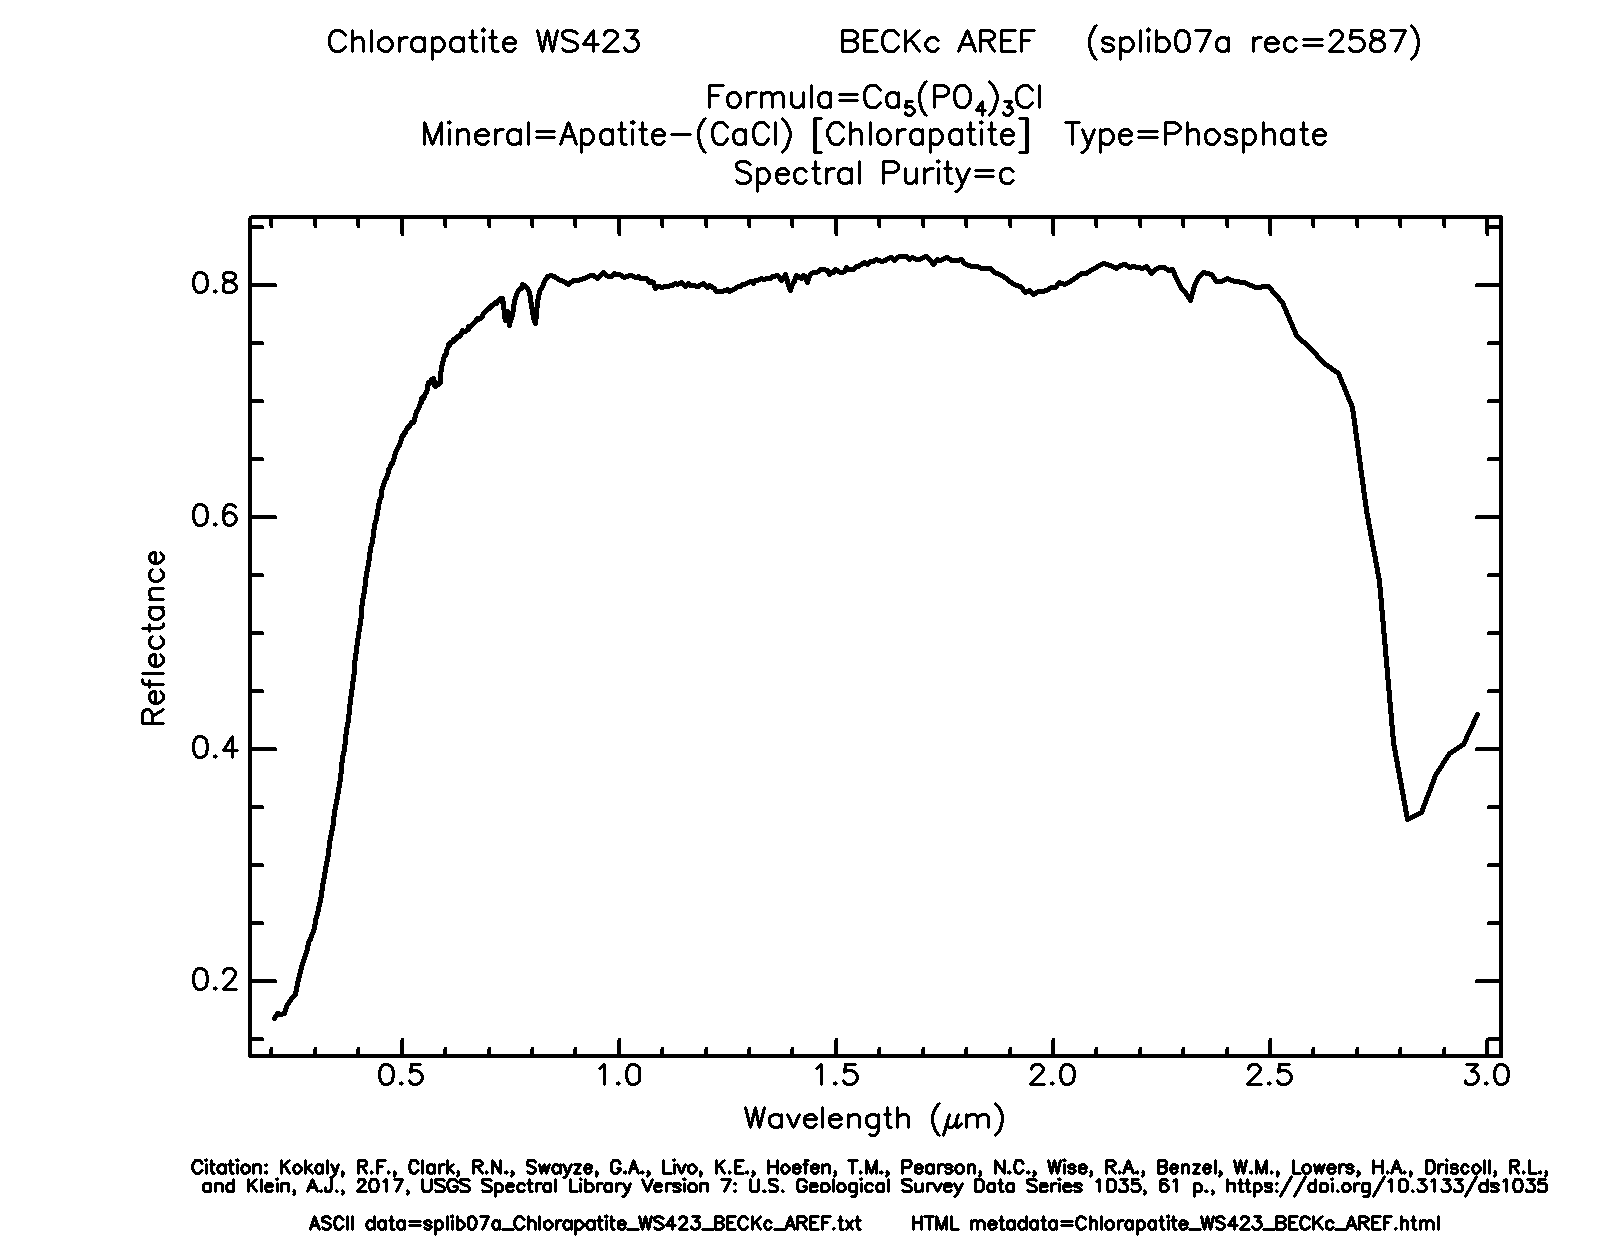 Chlorapatite WS423 BECKc AREF (splib07a rec=2587)
Formula=Ca₅(PO₄)₃Cl
Mineral=Apatite-(CaCl) [Chlorapatite] Type=Phosphate
Spectral Purity=c
0.8
0.6
0.4
0.2
Reflectance
0.5 1.0 1.5 2.0 2.5 3.0
Wavelength (μm)
Citation: Kokaly, R.F., Clark, R.N., Swayze, G.A., Livo, K.E., Hoefen, T.M., Pearson, N.C., Wise, R.A., Benzel, W.M., Lowers, H.A., Driscoll, R.L.,
and Klein, A.J., 2017, USGS Spectral Library Version 7: U.S. Geological Survey Data Series 1035, 61 p., https://doi.org/10.3133/ds1035
ASCII data=splib07a_Chlorapatite_WS423_BECKc_AREF.txt HTML metadata=Chlorapatite_WS423_BECKc_AREF.html